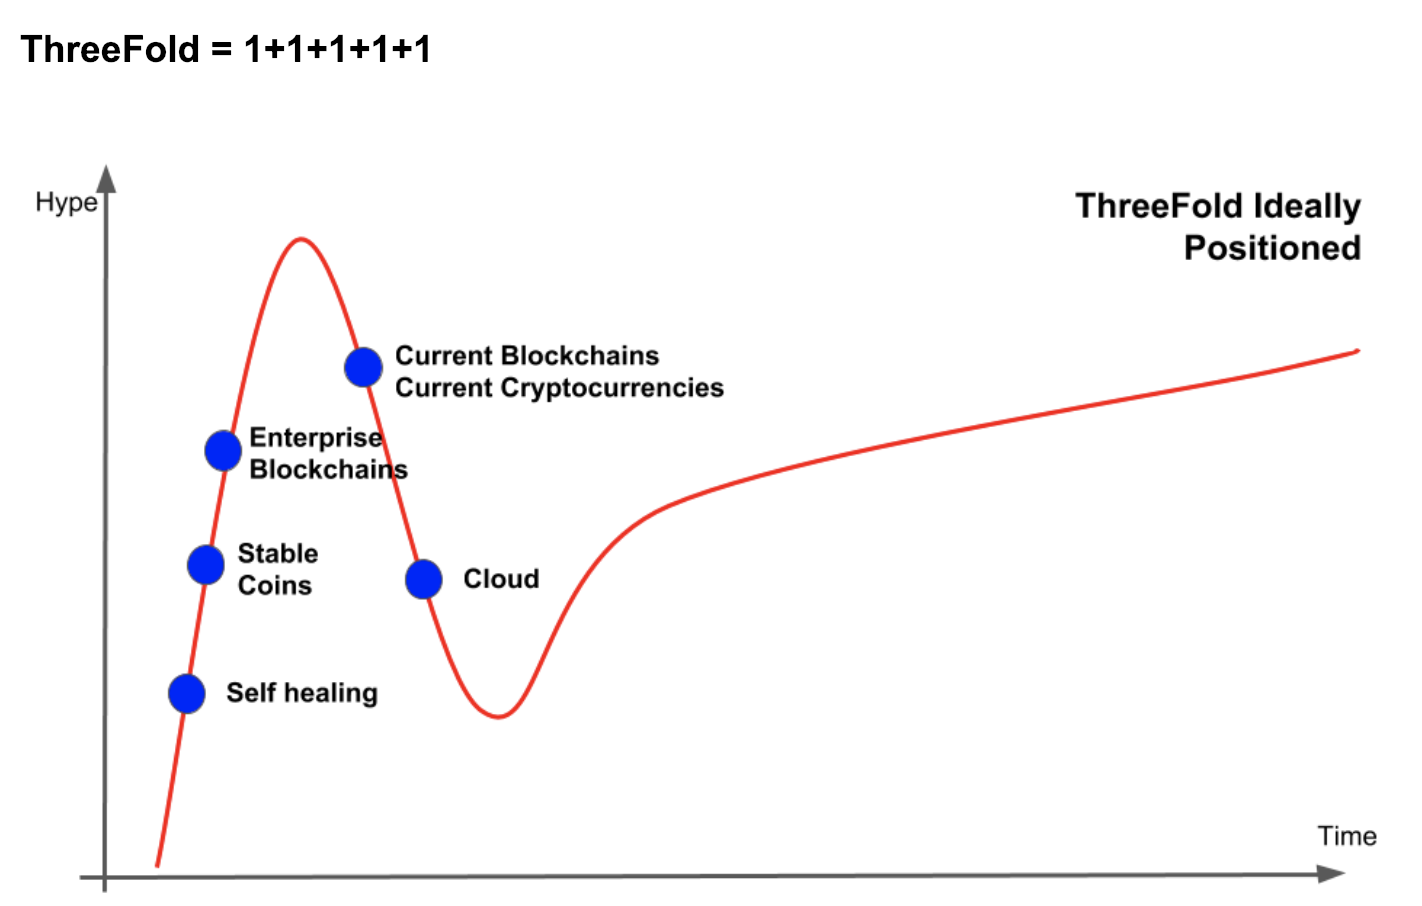 ThreeFold = 1+1+1+1+1
Hype
ThreeFold Ideally
Positioned
Current Blockchains
Current Cryptocurrencies
Enterprise
Blockchains
Stable
Coins
Cloud
Self healing
Time